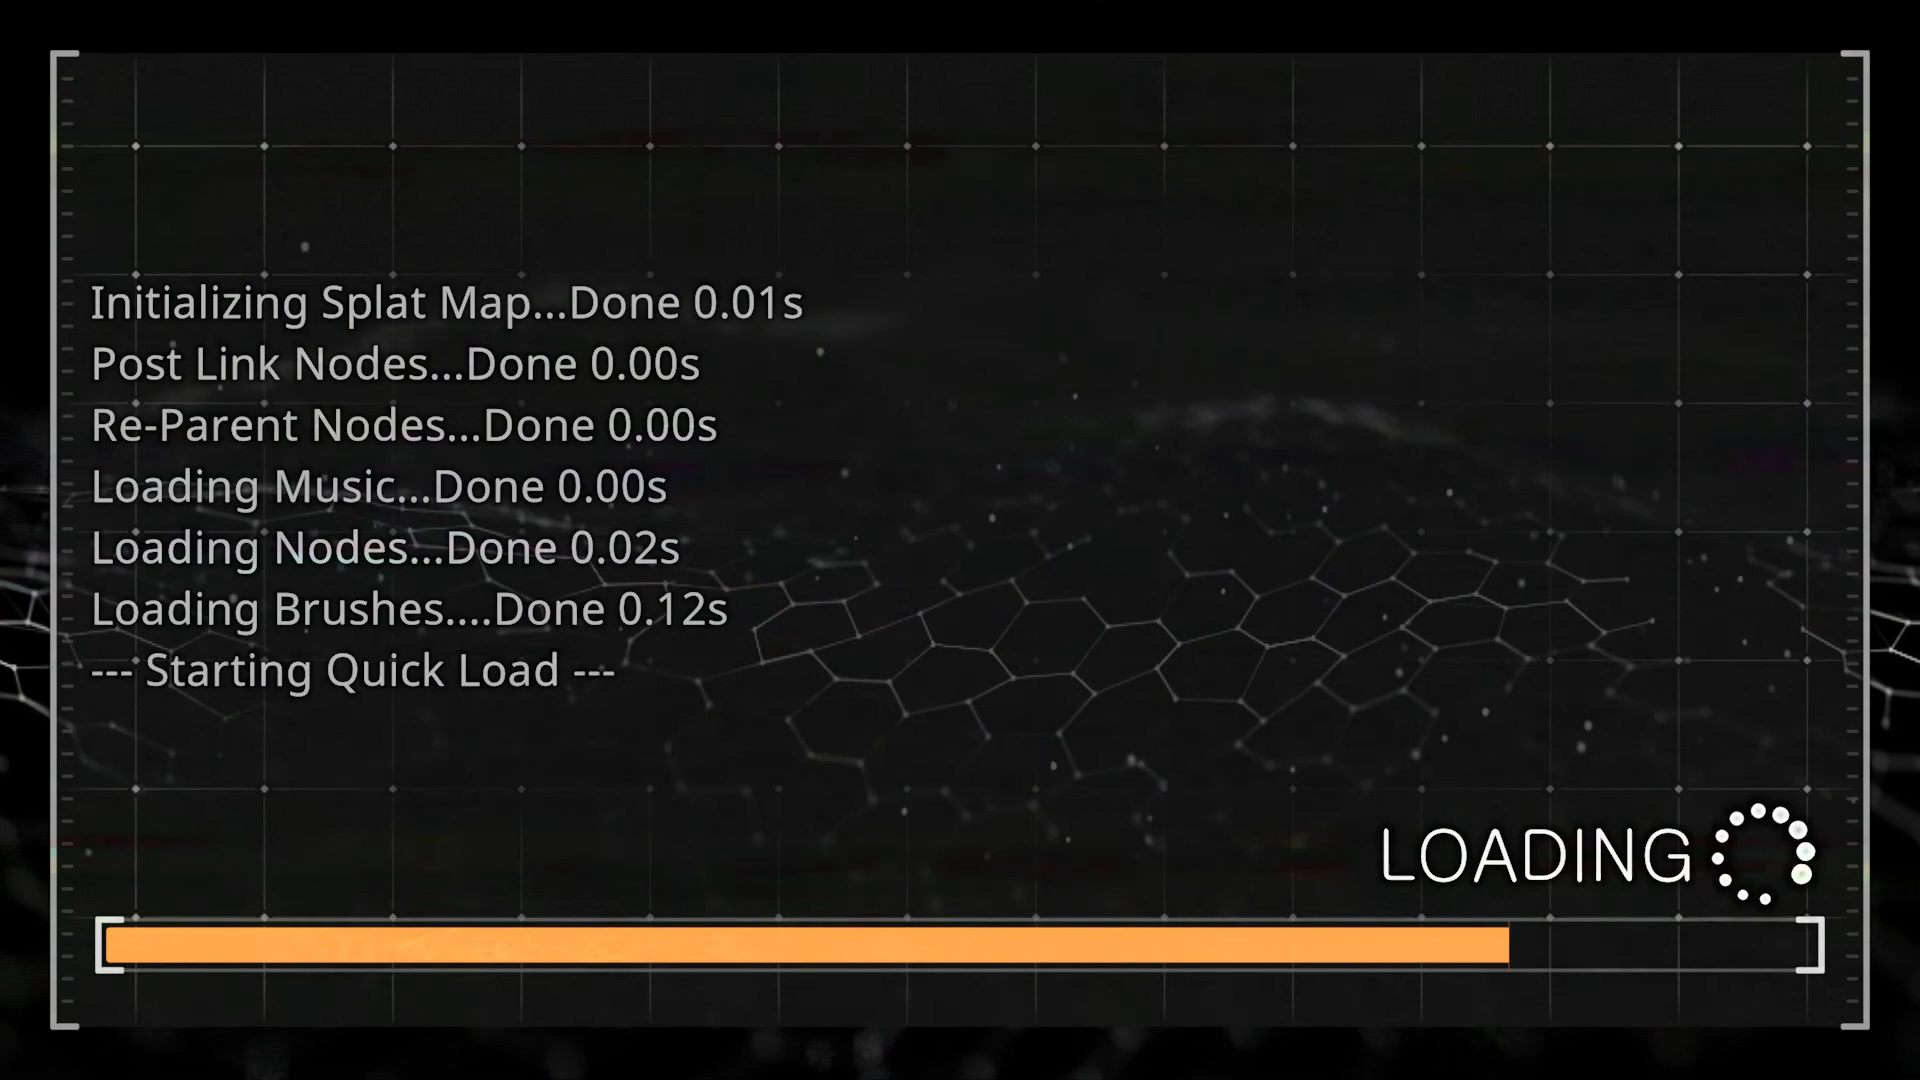 Initializing Splat Map...Done 0.01s
Post Link Nodes...Done 0.00s
Re-Parent Nodes...Done 0.00s
Loading Music...Done 0.00s
Loading Nodes...Done 0.02s
Loading Brushes....Done 0.12s
--- Starting Quick Load ---
LOADING